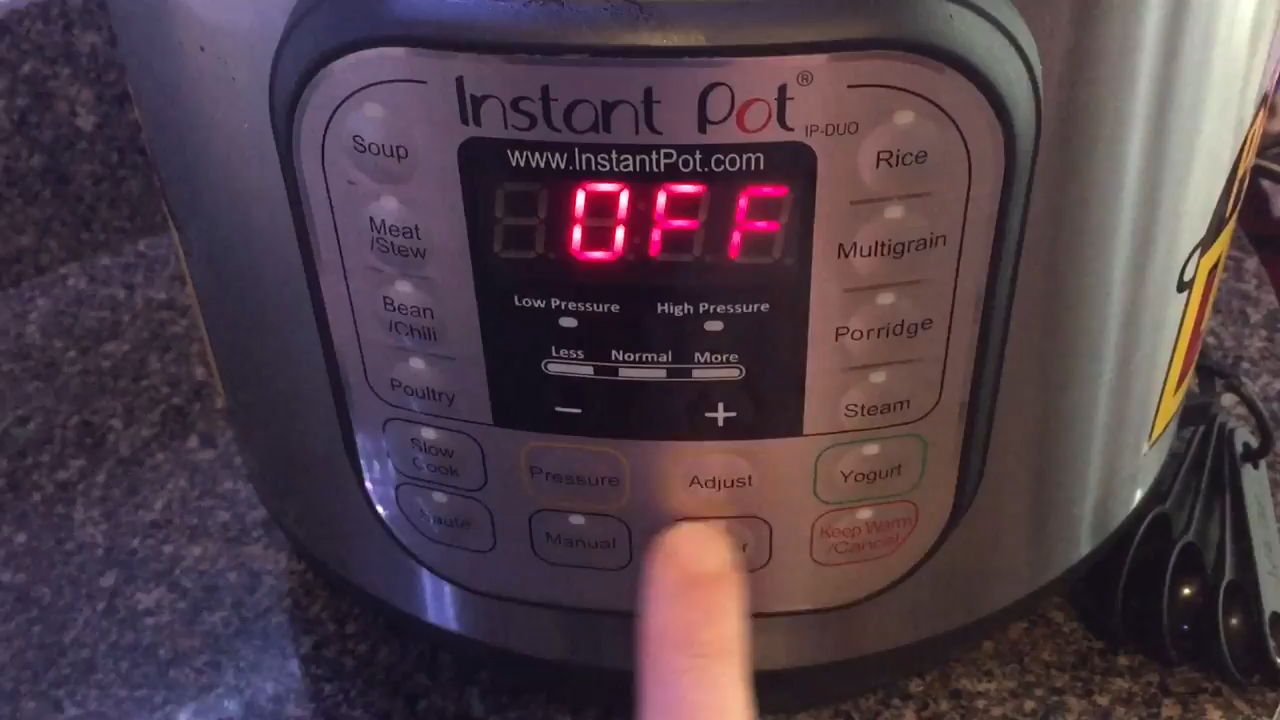 Instant Pot®
IP-DUO
www.InstantPot.com
OFF
Soup
Meat
/Stew
Bean
/Chili
Poultry
Slow
Cook
Saute
Low Pressure High Pressure
Less Normal More
− +
Pressure
Adjust
Manual
Rice
Multigrain
Porridge
Steam
Yogurt
Keep Warm
/Cancel